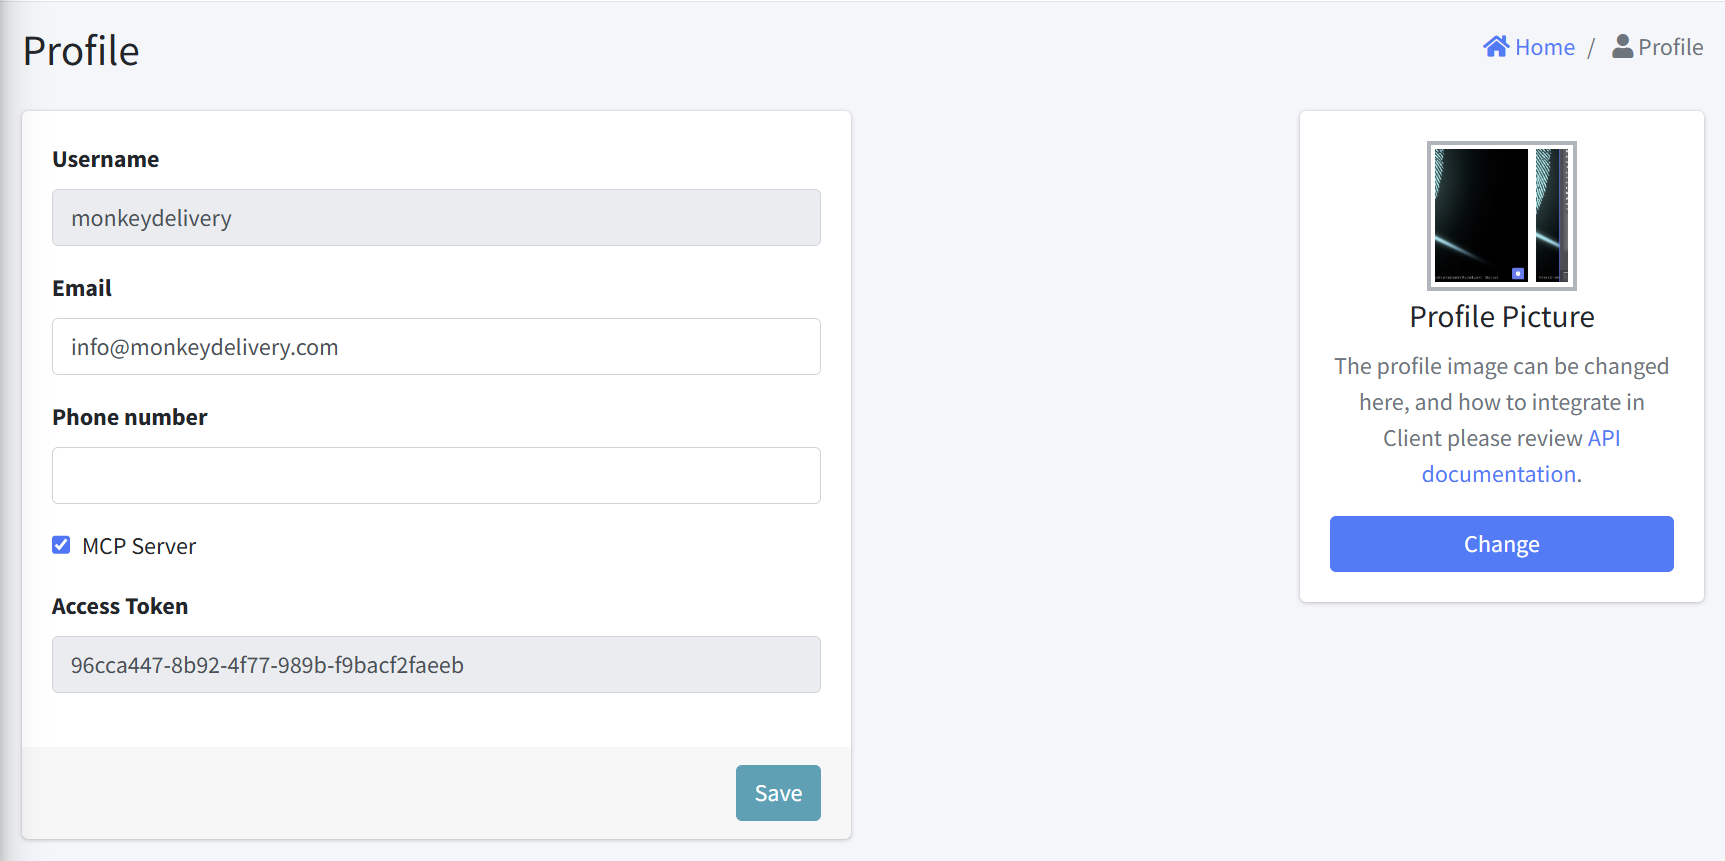 Profile
Home / Profile
Username
monkeydelivery
Email
info@monkeydelivery.com
Phone number
MCP Server
Access Token
96cca447-8b92-4f77-989b-f9bacf2faeeb
Save
Profile Picture
The profile image can be changed
here, and how to integrate in
Client please review API
documentation.
Change